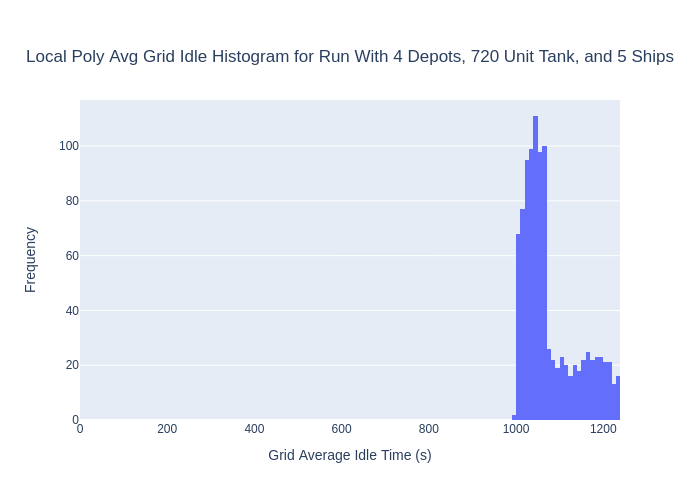 Local Poly Avg Grid Idle Histogram for Run With 4 Depots, 720 Unit Tank, and 5 Ships
100
80
60
40
20
0
Frequency
0 200 400 600 800 1000 1200
Grid Average Idle Time (s)